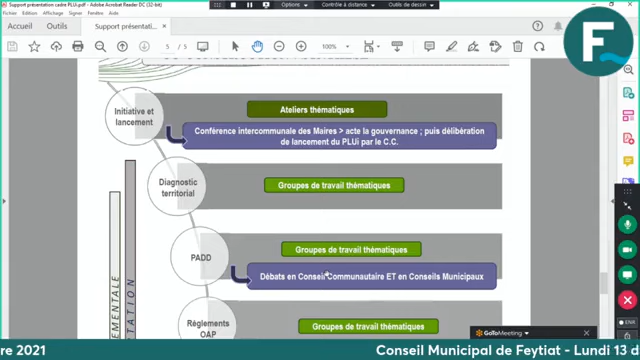 Support présentation cadre PLUi.pdf - Adobe Acrobat Reader DC (32-bit)
Options
Contrôle à distance
Outils de dessin
Fichier Edition Affichage Signer Fenêtre Aide
Accueil
Outils
Support présentation...
5 / 5
100%
Initiative et lancement
Ateliers thématiques
Conférence intercommunale des Maires > acte la gouvernance ; puis délibération
de lancement du PLUi par le C.C.
Diagnostic
territorial
Groupes de travail thématiques
PADD
Groupes de travail thématiques
Débats en Conseil Communautaire ET en Conseils Municipaux
Règlements
OAP
Groupes de travail thématiques
EMENTALE
TATION
F
GoToMeeting
re 2021
Conseil Municipal de Feytiat - Lundi 13 d